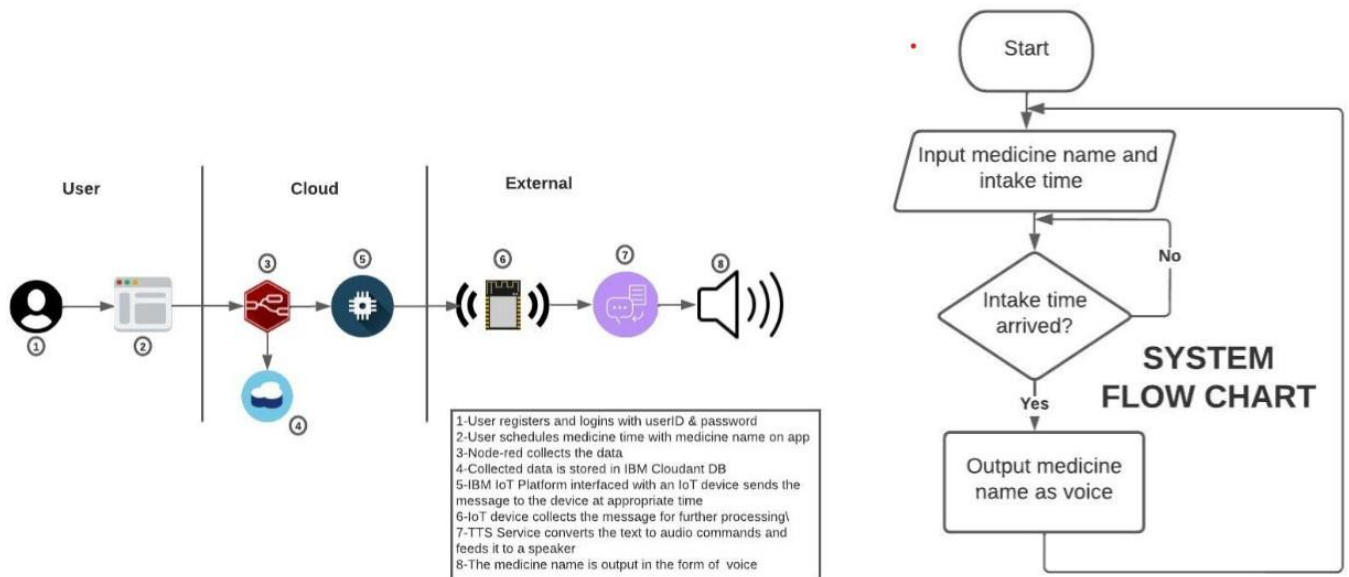 User
Cloud
External
1
2
3
4
5
6
7
8
1-User registers and logins with userID & password
2-User schedules medicine time with medicine name on app
3-Node-red collects the data
4-Collected data is stored in IBM Cloudant DB
5-IBM IoT Platform interfaced with an IoT device sends the
message to the device at appropriate time
6-IoT device collects the message for further processing\
7-TTS Service converts the text to audio commands and
feeds it to a speaker
8-The medicine name is output in the form of voice
Start
Input medicine name and
intake time
No
Intake time
arrived?
SYSTEM
FLOW CHART
Yes
Output medicine
name as voice